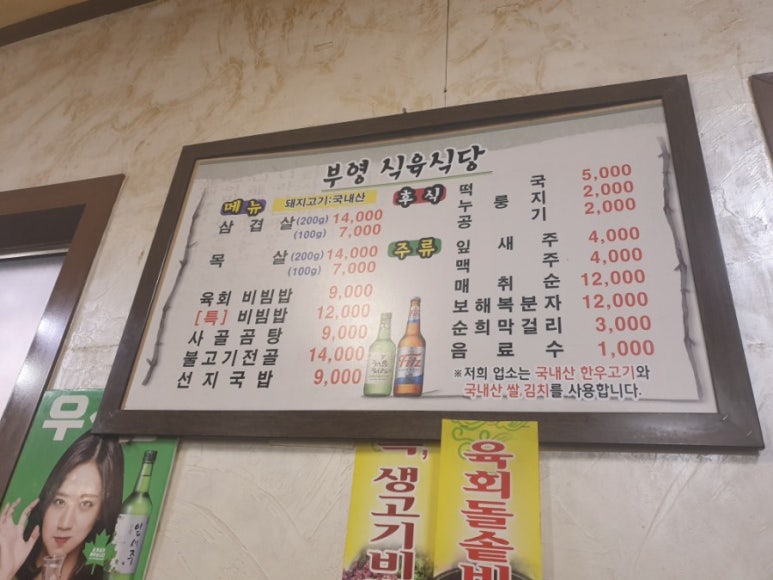 부영 식육식당
메뉴 돼지고기:국내산
삼 겹 살 (200g) 14,000
(100g) 7,000
목 살 (200g) 14,000
(100g) 7,000
육회 비빔밥 9,000
[특] 비빔밥 12,000
사골곰탕 9,000
불고기전골 14,000
선지국밥 9,000
후식
떡 국 5,000
누 룽 지 2,000
공 기 2,000
주류
잎 새 주 4,000
맥 주 4,000
매 취 순 12,000
보해복분자 12,000
순희막걸리 3,000
음 료 수 1,000
※저희 업소는 국내산 한우고기와
국내산 쌀 김치를 사용합니다.
우
잎새주
생고기비
육회돌솥비